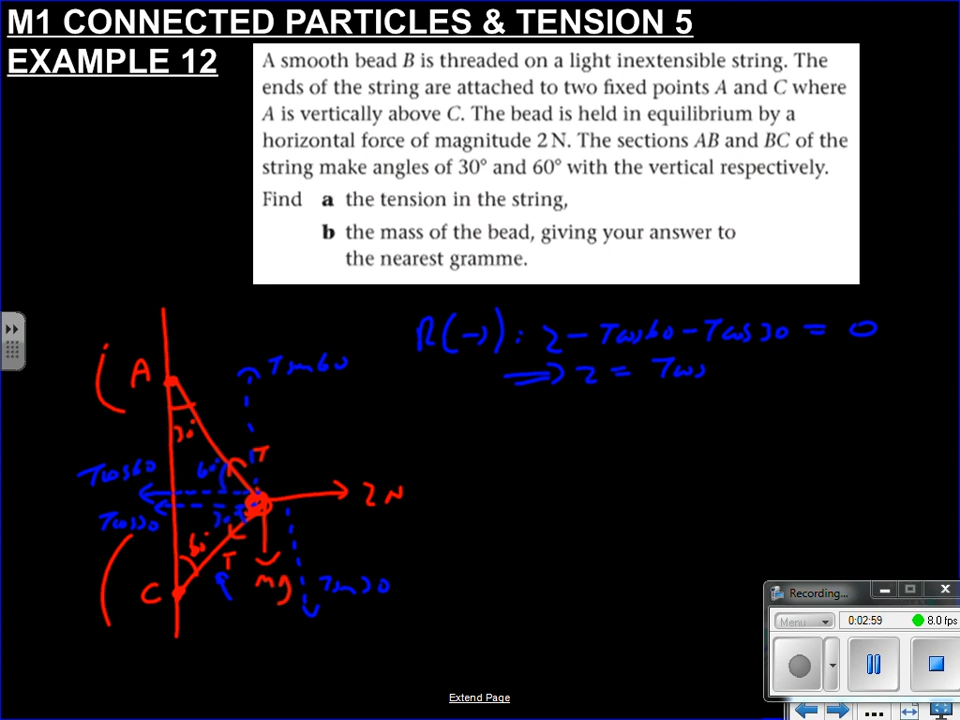 M1 CONNECTED PARTICLES & TENSION 5
EXAMPLE 12
A smooth bead B is threaded on a light inextensible string. The
ends of the string are attached to two fixed points A and C where
A is vertically above C. The bead is held in equilibrium by a
horizontal force of magnitude 2 N. The sections AB and BC of the
string make angles of 30° and 60° with the vertical respectively.
Find a the tension in the string,
b the mass of the bead, giving your answer to
the nearest gramme.
R(→): 2 - Tcos60 - Tcos30 = 0
⇒ 2 = Tcos
Tsin60
A
30°
T
Tcos60
60°
2N
Tcos30
30°
60°
T
mg
Tsin30
C
Recording...
Menu
0:02:59
8.0 fps
Extend Page